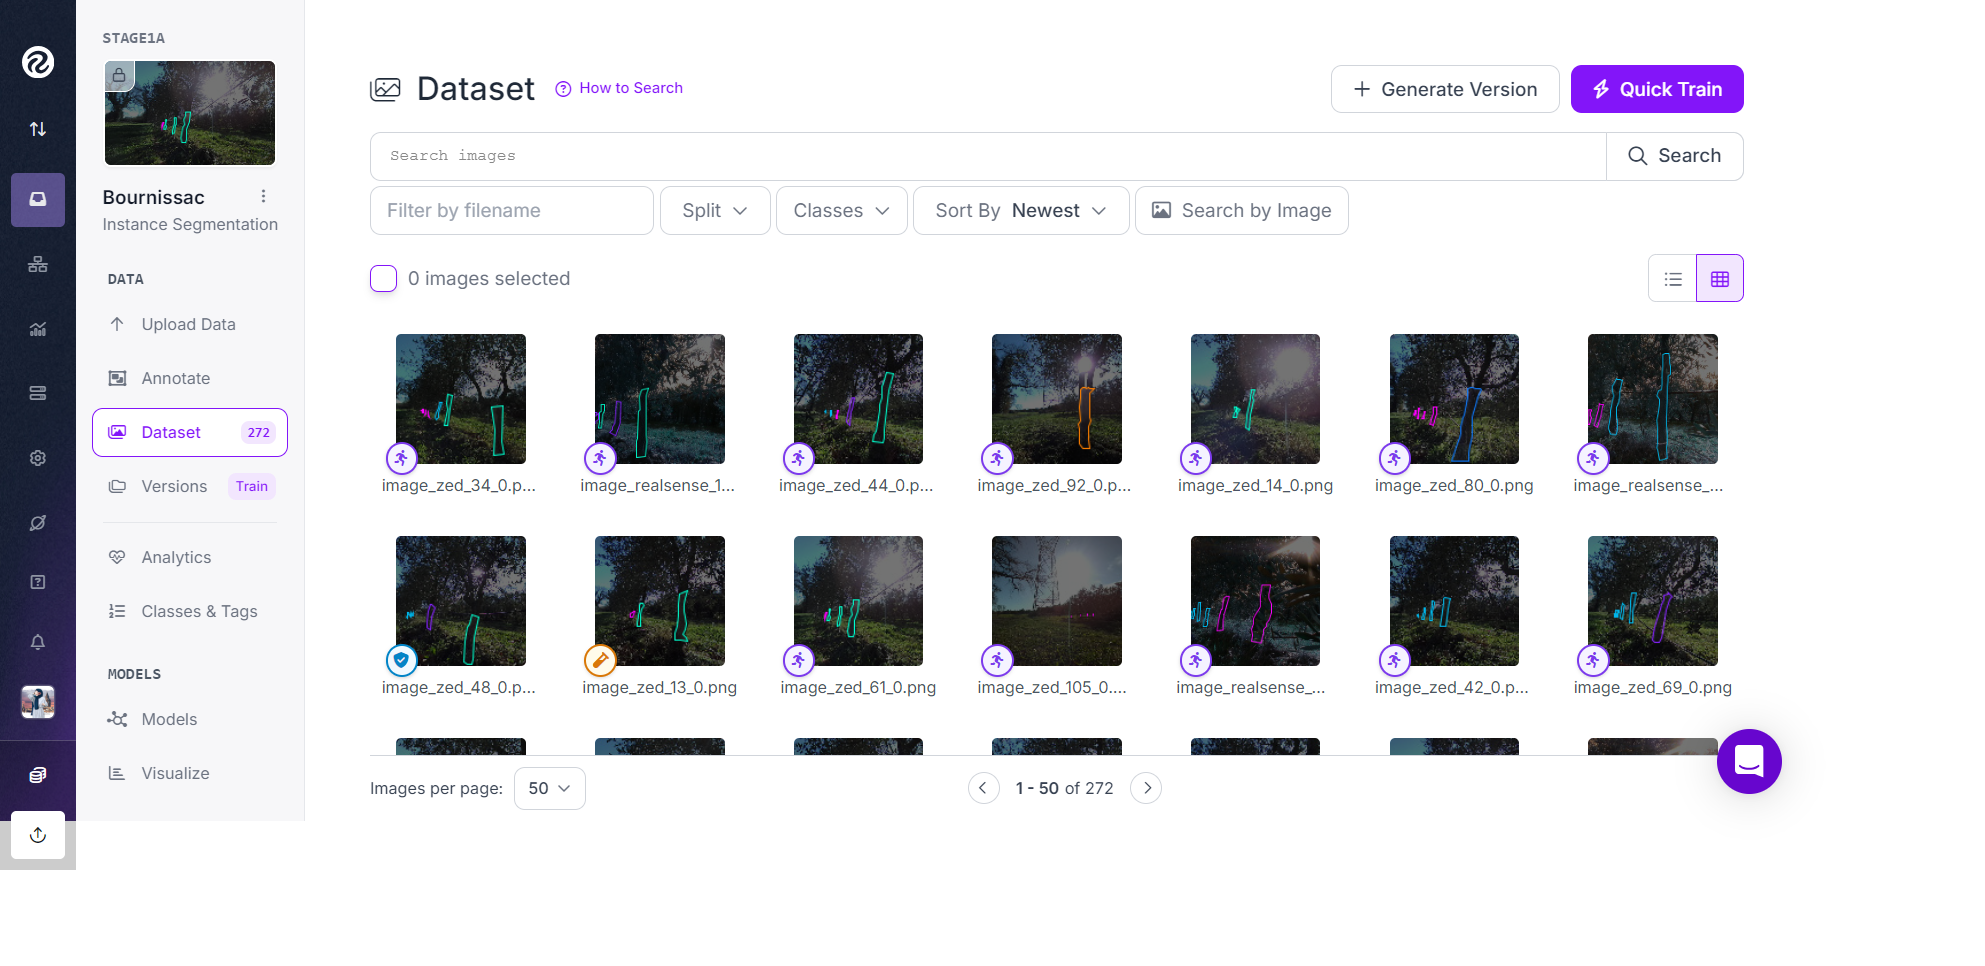 STAGE1A
Bournissac
Instance Segmentation
DATA
Upload Data
Annotate
Dataset 272
Versions Train
Analytics
Classes & Tags
MODELS
Models
Visualize
Dataset
How to Search
Generate Version
Quick Train
Search images
Search
Filter by filename
Split
Classes
Sort By Newest
Search by Image
0 images selected
image_zed_34_0.p...
image_realsense_1...
image_zed_44_0.p...
image_zed_92_0.p...
image_zed_14_0.png
image_zed_80_0.png
image_realsense_...
image_zed_48_0.p...
image_zed_13_0.png
image_zed_61_0.png
image_zed_105_0....
image_realsense_...
image_zed_42_0.p...
image_zed_69_0.png
Images per page: 50
1 - 50 of 272